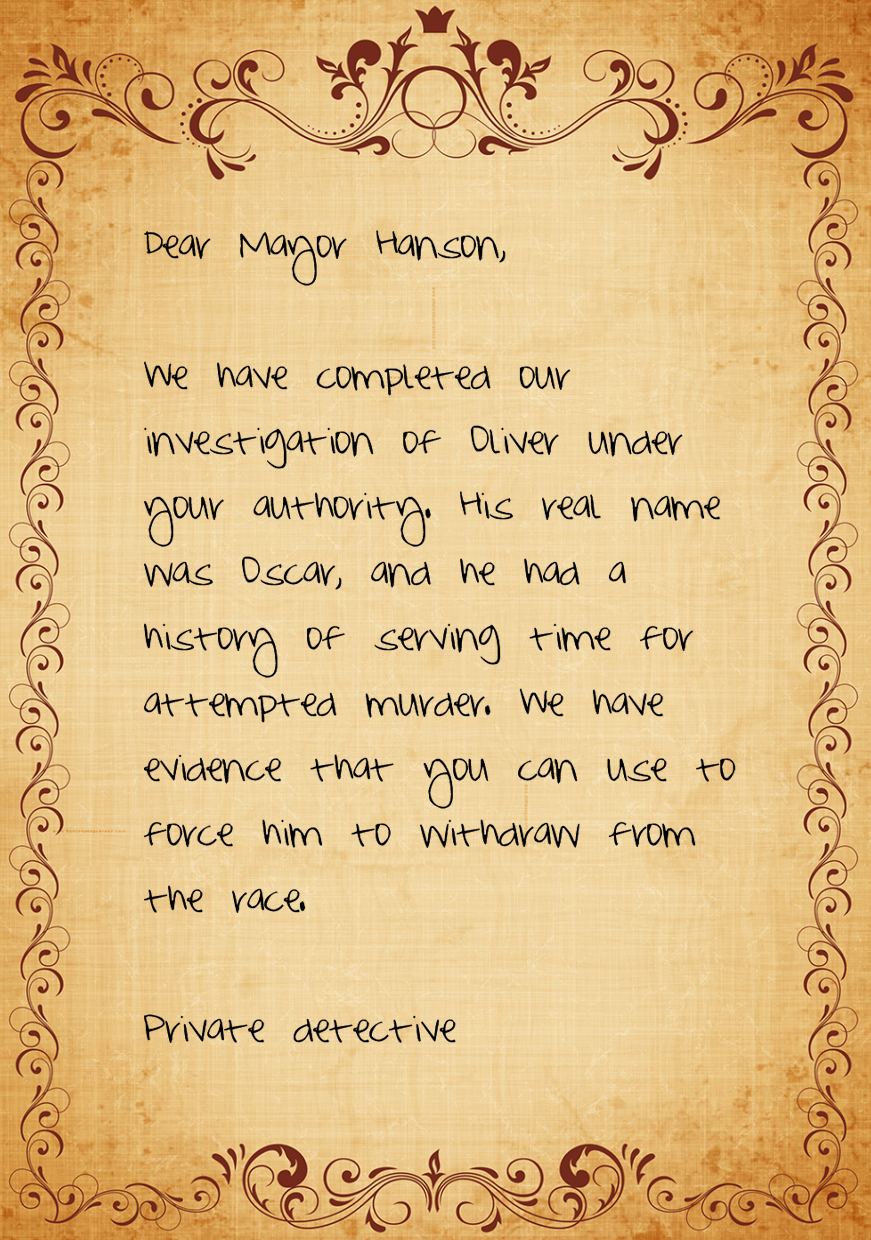 Dear Mayor Hanson,
We have completed our
investigation of Oliver under
your authority. His real name
was Oscar, and he had a
history of serving time for
attempted murder. We have
evidence that you can use to
force him to withdraw from
the race.
Private detective